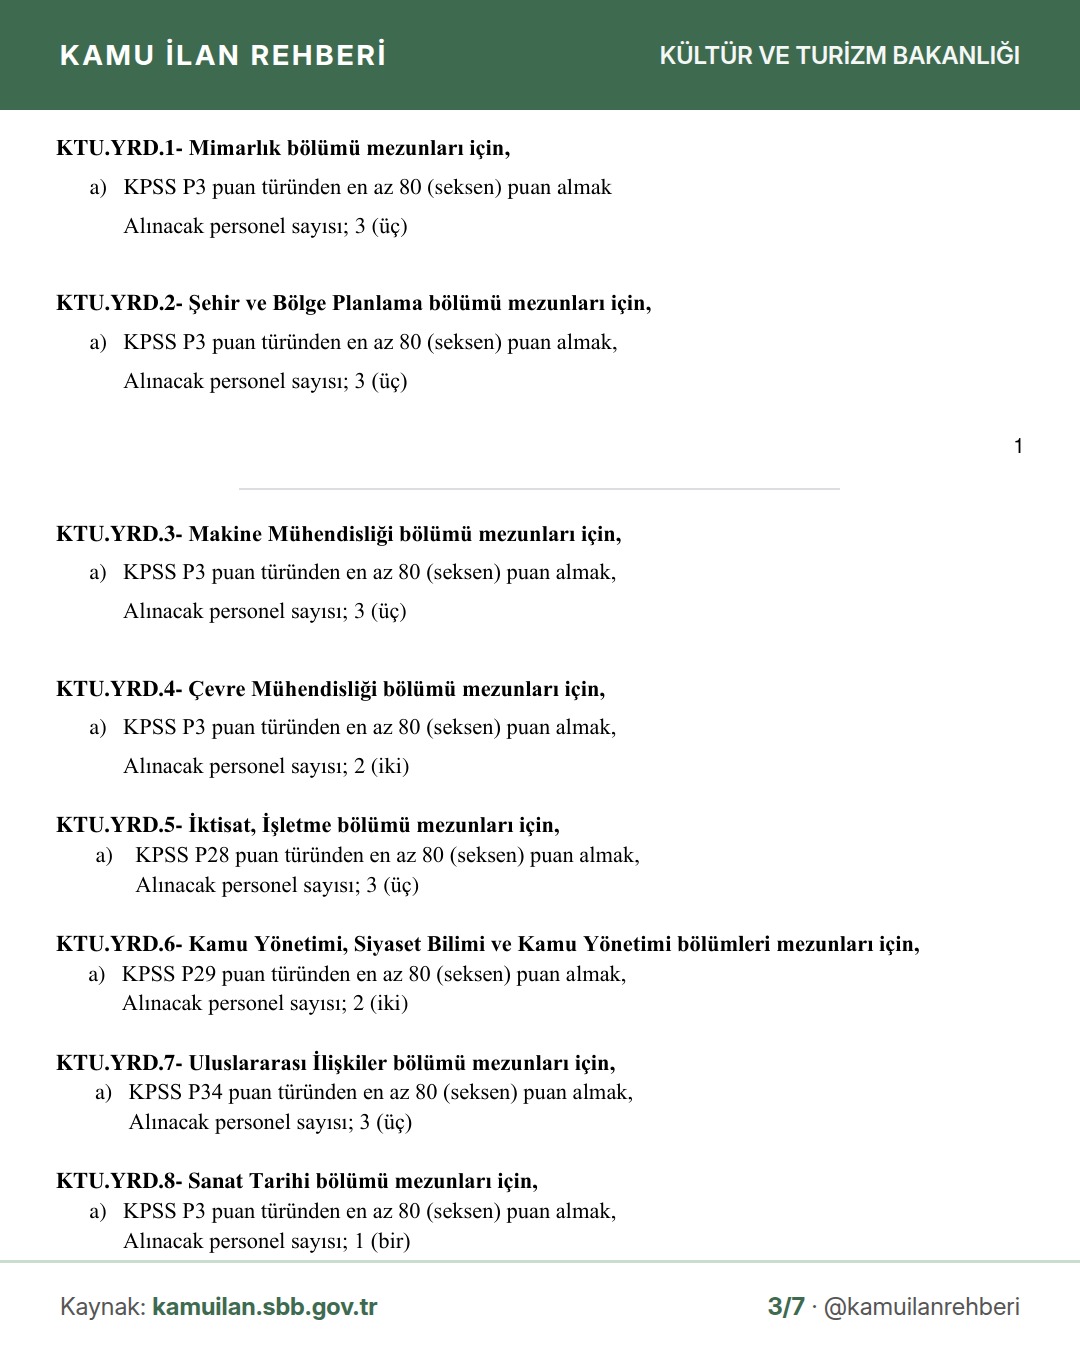 KAMU İLAN REHBERİ
KÜLTÜR VE TURİZM BAKANLIĞI
KTU.YRD.1- Mimarlık bölümü mezunları için,
a) KPSS P3 puan türünden en az 80 (seksen) puan almak
Alınacak personel sayısı; 3 (üç)
KTU.YRD.2- Şehir ve Bölge Planlama bölümü mezunları için,
a) KPSS P3 puan türünden en az 80 (seksen) puan almak,
Alınacak personel sayısı; 3 (üç)
1
KTU.YRD.3- Makine Mühendisliği bölümü mezunları için,
a) KPSS P3 puan türünden en az 80 (seksen) puan almak,
Alınacak personel sayısı; 3 (üç)
KTU.YRD.4- Çevre Mühendisliği bölümü mezunları için,
a) KPSS P3 puan türünden en az 80 (seksen) puan almak,
Alınacak personel sayısı; 2 (iki)
KTU.YRD.5- İktisat, İşletme bölümü mezunları için,
a) KPSS P28 puan türünden en az 80 (seksen) puan almak,
Alınacak personel sayısı; 3 (üç)
KTU.YRD.6- Kamu Yönetimi, Siyaset Bilimi ve Kamu Yönetimi bölümleri mezunları için,
a) KPSS P29 puan türünden en az 80 (seksen) puan almak,
Alınacak personel sayısı; 2 (iki)
KTU.YRD.7- Uluslararası İlişkiler bölümü mezunları için,
a) KPSS P34 puan türünden en az 80 (seksen) puan almak,
Alınacak personel sayısı; 3 (üç)
KTU.YRD.8- Sanat Tarihi bölümü mezunları için,
a) KPSS P3 puan türünden en az 80 (seksen) puan almak,
Alınacak personel sayısı; 1 (bir)
Kaynak: kamuilan.sbb.gov.tr
3/7 · @kamuilanrehberi